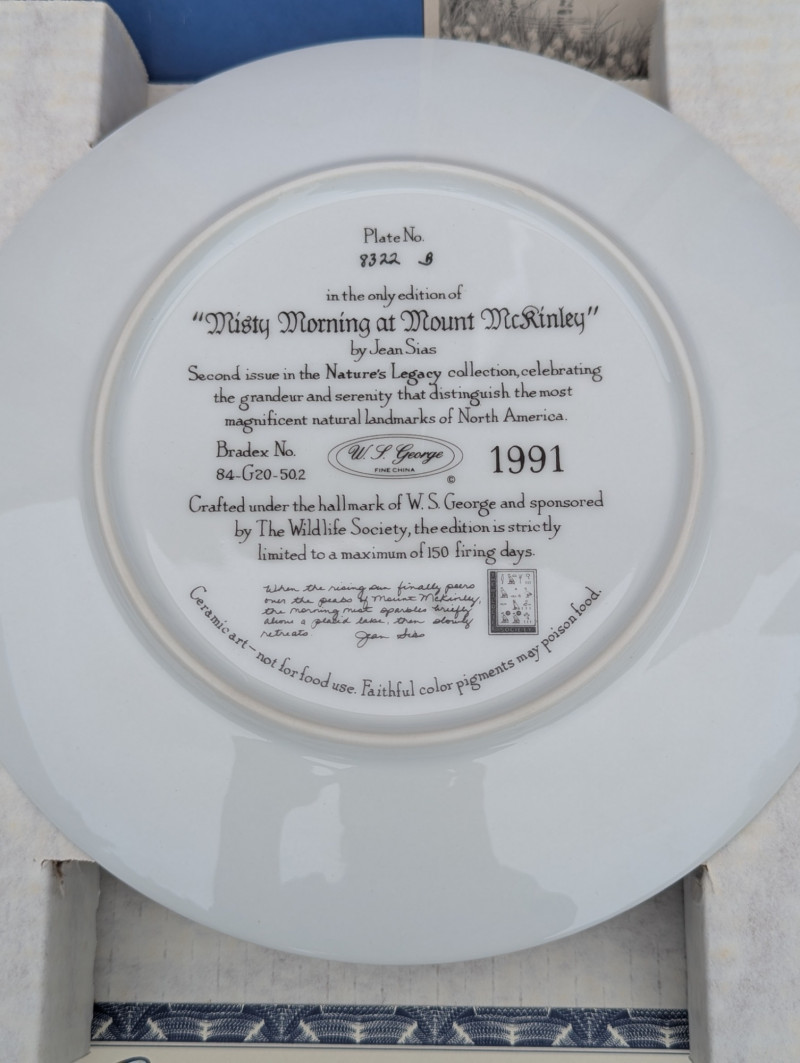 Plate No.
8322 B
in the only edition of
"Misty Morning at Mount McKinley"
by Jean Sias
Second issue in the Nature's Legacy collection, celebrating
the grandeur and serenity that distinguish the most
magnificent natural landmarks of North America.
Bradex No.
84-G20-50.2
W. S. George
FINE CHINA
©
1991
Crafted under the hallmark of W. S. George and sponsored
by The Wildlife Society, the edition is strictly
limited to a maximum of 150 firing days.
When the rising sun finally peers
over the peaks of Mount McKinley,
the morning mist sparkles briefly
above a placid lake, then slowly
retreats. Jean Sias
Ceramic art—not for food use. Faithful color pigments may poison food.